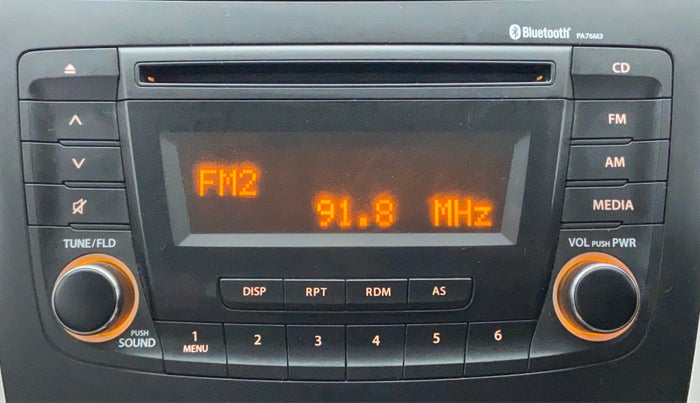 Bluetooth® PA76M3
CD
FM2
91.8 MHz
FM
AM
MEDIA
TUNE/FLD
VOL PUSH PWR
DISP RPT RDM AS
PUSH SOUND
1 MENU 2 3 4 5 6